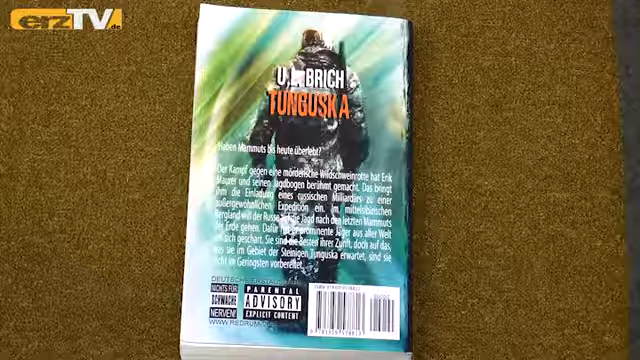 erzTV.de
U.L. BRICH
TUNGUSKA
Haben Mammuts bis heute überlebt?
Der Kampf gegen eine mörderische Wildschweinrotte hat Erik
Maurer und seinen Jagdbogen berühmt gemacht. Das bringt
ihm die Einladung eines russischen Milliardärs zu einer
außergewöhnlichen Expedition ein. Im mittelsibirischen
Bergland will der Russe auf die Jagd nach den letzten Mammuts
der Erde gehen. Dafür hat er prominente Jäger aus aller Welt
um sich geschart. Sie sind die Besten ihrer Zunft, doch auf das,
was sie im Gebiet der Steinigen Tunguska erwartet, sind sie
nicht im Geringsten vorbereitet.
NICHTS FÜR
SCHWACHE
NERVEN!
PARENTAL
ADVISORY
EXPLICIT CONTENT